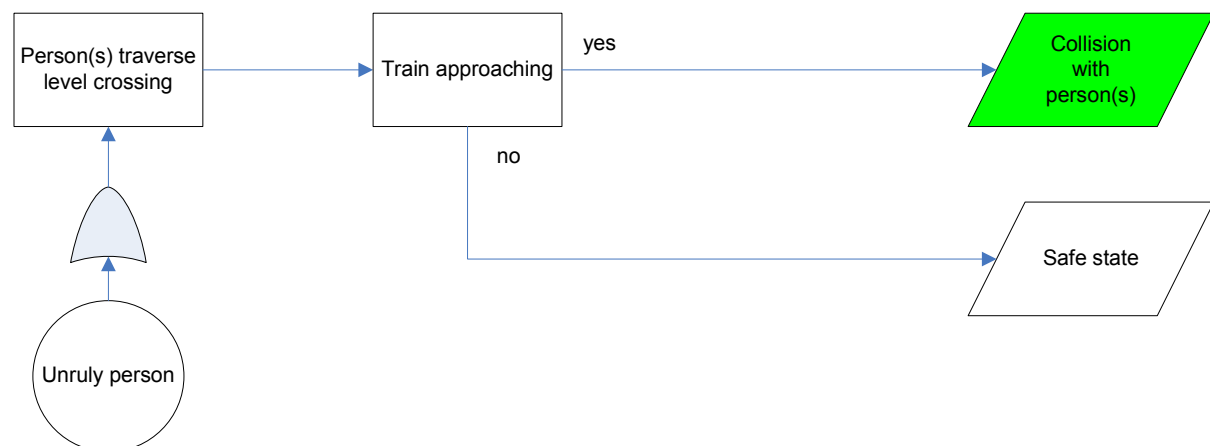 Person(s) traverse
level crossing
Train approaching
yes
Collision
with
person(s)
no
Safe state
Unruly person